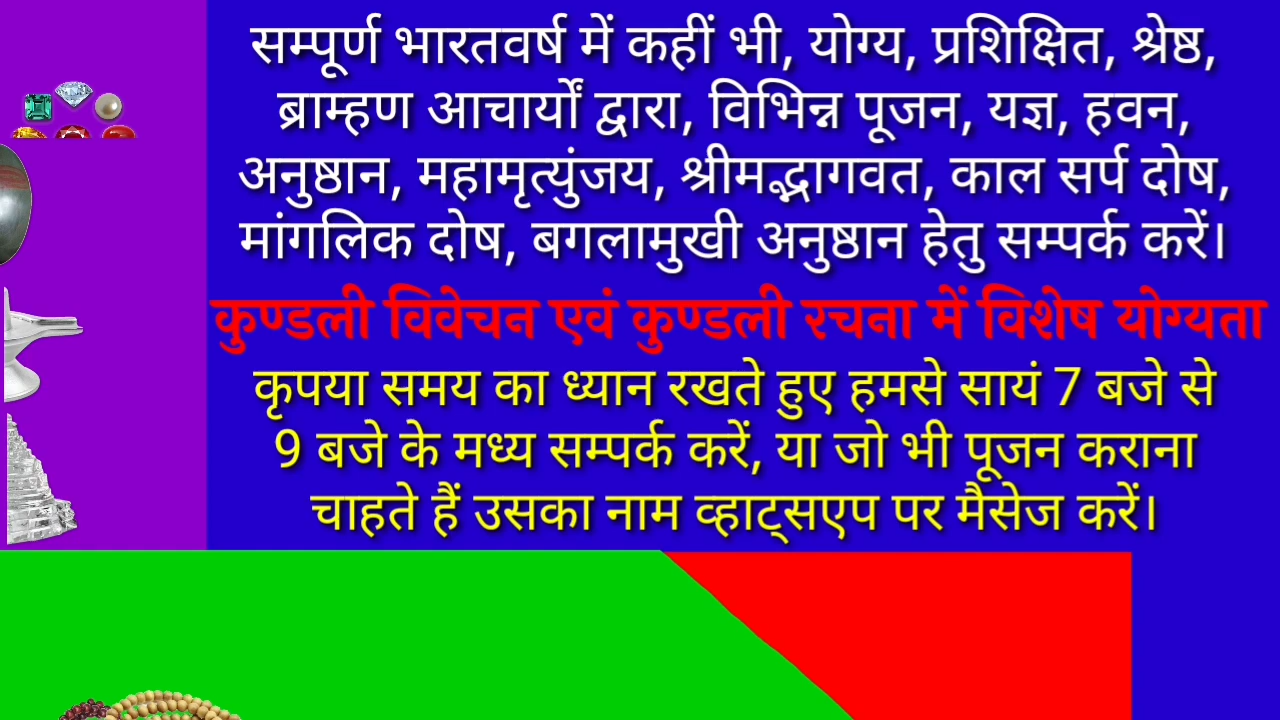 सम्पूर्ण भारतवर्ष में कहीं भी, योग्य, प्रशिक्षित, श्रेष्ठ,
ब्राम्हण आचार्यों द्वारा, विभिन्न पूजन, यज्ञ, हवन,
अनुष्ठान, महामृत्युंजय, श्रीमद्भागवत, काल सर्प दोष,
मांगलिक दोष, बगलामुखी अनुष्ठान हेतु सम्पर्क करें।
कुण्डली विवेचन एवं कुण्डली रचना में विशेष योग्यता
कृपया समय का ध्यान रखते हुए हमसे सायं 7 बजे से
9 बजे के मध्य सम्पर्क करें, या जो भी पूजन कराना
चाहते हैं उसका नाम व्हाट्सएप पर मैसेज करें।